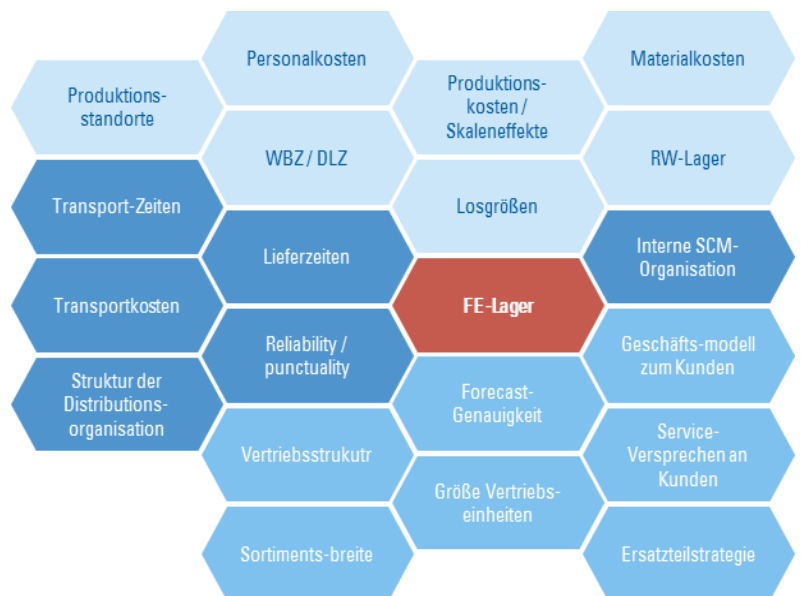 Personalkosten
Materialkosten
Produktions-
standorte
Produktions-
kosten /
Skaleneffekte
WBZ / DLZ
RW-Lager
Transport-Zeiten
Losgrößen
Lieferzeiten
Interne SCM-
Organisation
Transportkosten
FE-Lager
Reliability /
punctuality
Geschäfts-modell
zum Kunden
Struktur der
Distributions-
organisation
Forecast-
Genauigkeit
Vertriebsstrukutr
Service-
Versprechen an
Kunden
Größe Vertriebs-
einheiten
Sortiments-breite
Ersatzteilstrategie